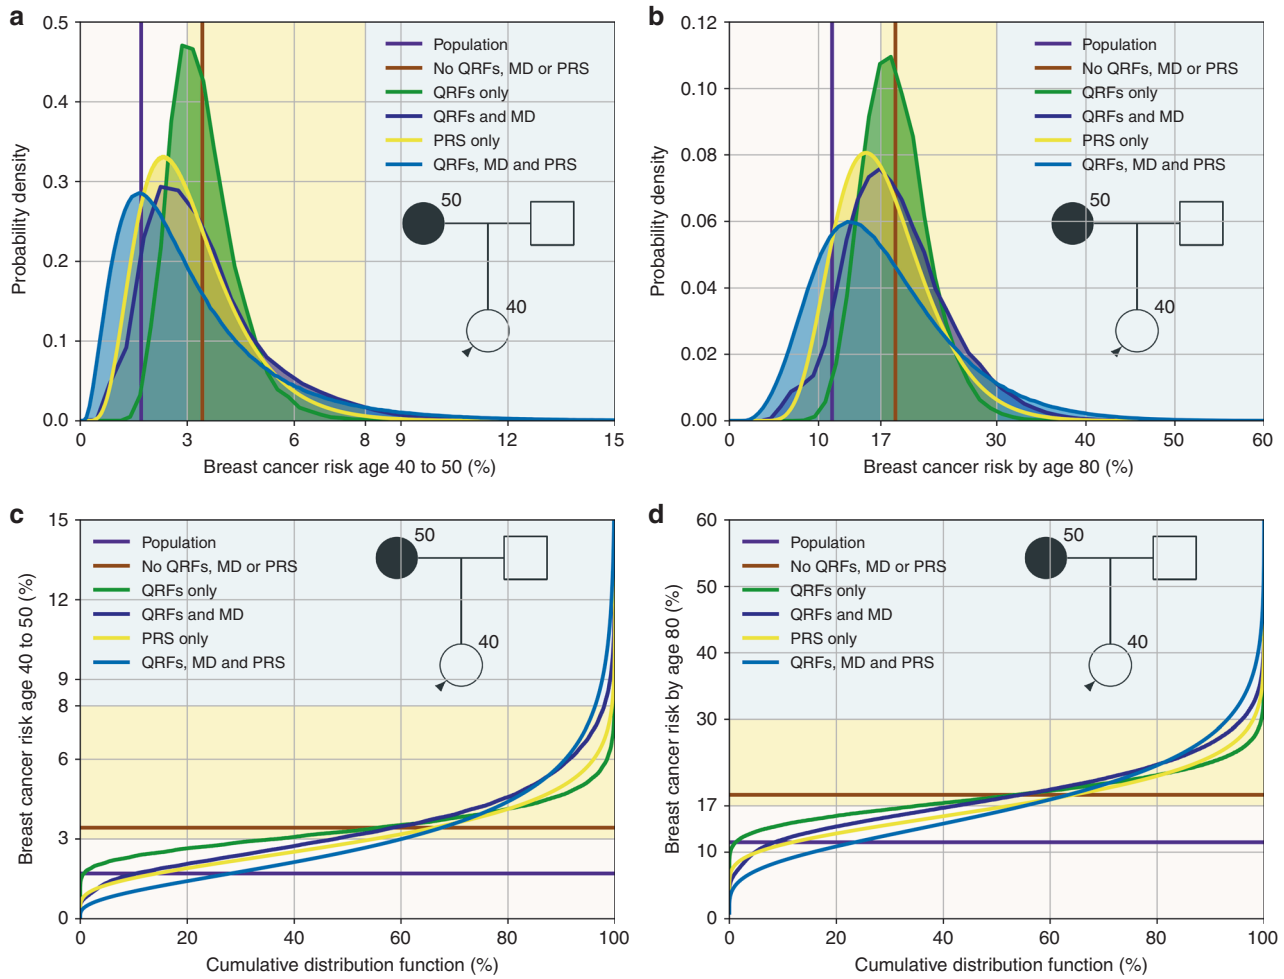 a
0.5
0.4
0.3
0.2
0.1
0.0
Probability density
Population
No QRFs, MD or PRS
QRFs only
QRFs and MD
PRS only
QRFs, MD and PRS
50
40
0 3 6 8 9 12 15
Breast cancer risk age 40 to 50 (%)
b
0.12
0.10
0.08
0.06
0.04
0.02
0.00
Probability density
Population
No QRFs, MD or PRS
QRFs only
QRFs and MD
PRS only
QRFs, MD and PRS
50
40
0 10 17 30 40 50 60
Breast cancer risk by age 80 (%)
c
15
12
9
8
6
3
0
Breast cancer risk age 40 to 50 (%)
Population
No QRFs, MD or PRS
QRFs only
QRFs and MD
PRS only
QRFs, MD and PRS
50
40
0 20 40 60 80 100
Cumulative distribution function (%)
d
60
50
40
30
17
10
0
Breast cancer risk by age 80 (%)
Population
No QRFs, MD or PRS
QRFs only
QRFs and MD
PRS only
QRFs, MD and PRS
50
40
0 20 40 60 80 100
Cumulative distribution function (%)